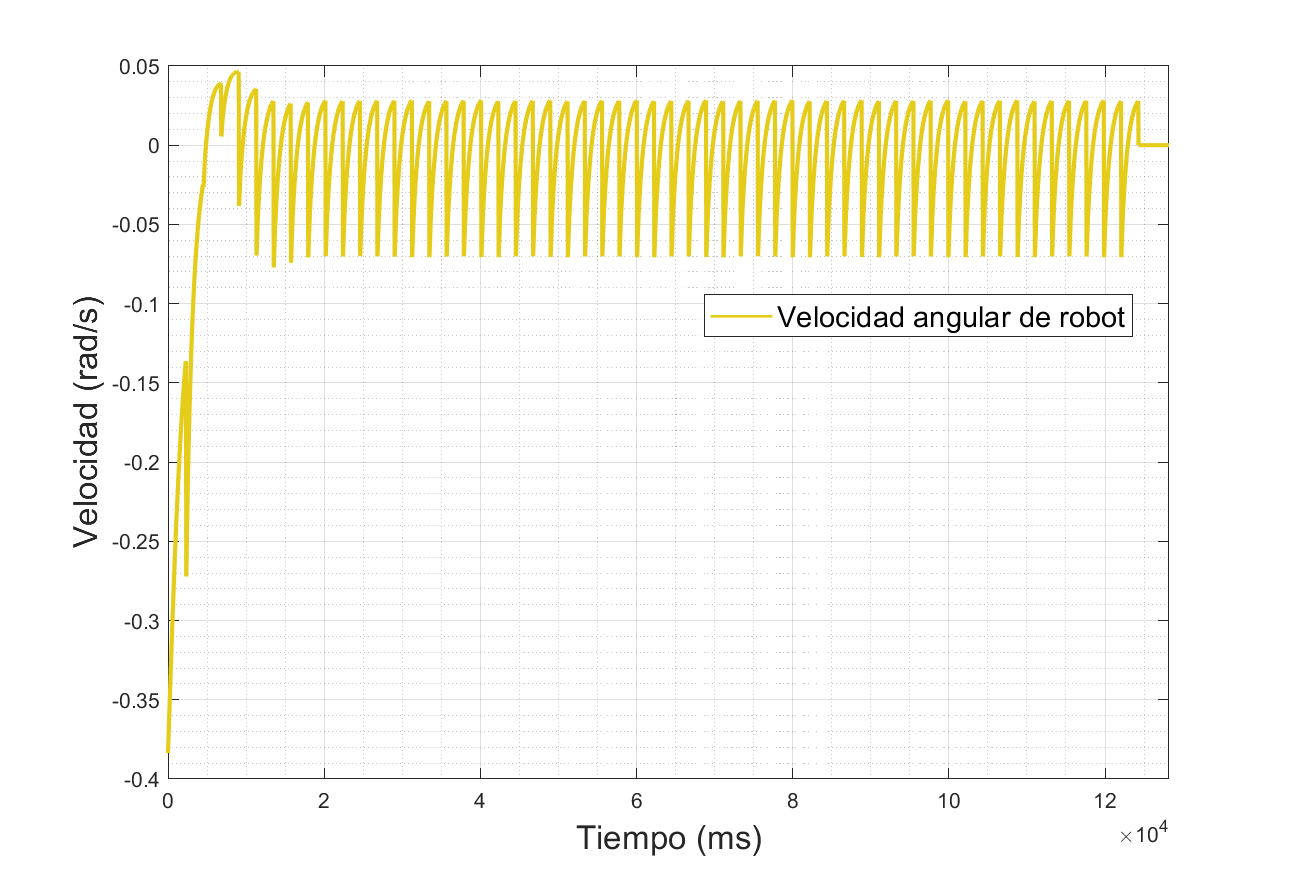 0.05
0
-0.05
-0.1
-0.15
-0.2
-0.25
-0.3
-0.35
-0.4
Velocidad (rad/s)
Velocidad angular de robot
0 2 4 6 8 10 12
×10⁴
Tiempo (ms)